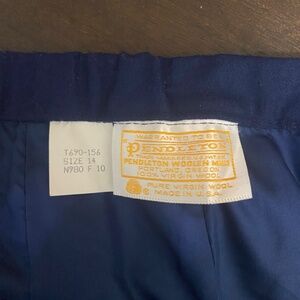 T690-156
SIZE 14
N980 F 10
WARRANTED TO BE A
PENDLETON
PENDLETON WOOLEN MILLS
PORTLAND, OREGON
100% VIRGIN WOOL
PURE VIRGIN WOOL
MADE IN U.S.A.